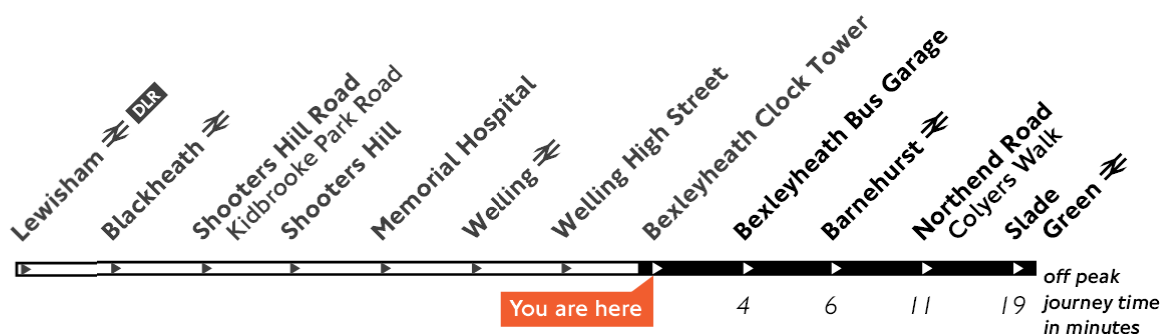 Lewisham DLR
Blackheath
Shooters Hill Road
Kidbrooke Park Road
Shooters Hill
Memorial Hospital
Welling
Welling High Street
Bexleyheath Clock Tower
Bexleyheath Bus Garage
Barnehurst
Northend Road
Colyers Walk
Slade
Green
You are here
4
6
11
19
off peak
journey time
in minutes